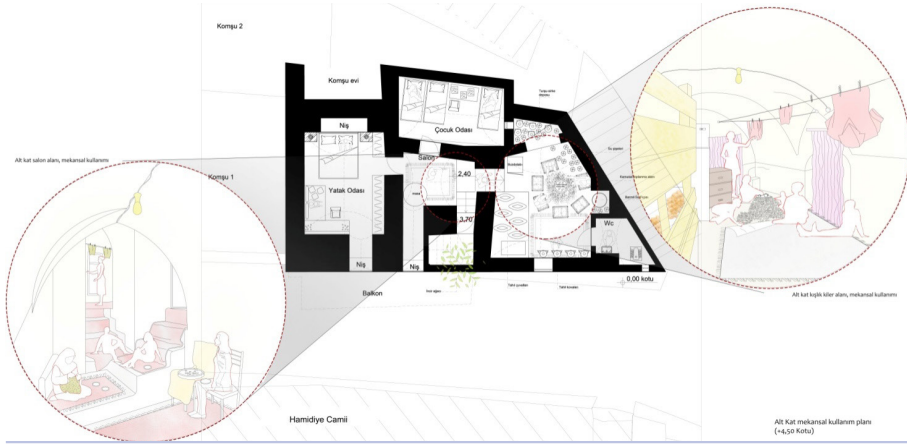 Komşu 2
Komşu evi
Niş
Çocuk Odası
Alt kat salon alanı, mekansal kullanımı
Komşu 1
Salon
2,40
Yatak Odası
3,70
Wc
Niş
Niş
0,00 kotu
Balkon
Alt kat kışlık kiler alanı, mekansal kullanımı
Hamidiye Camii
Alt Kat mekansal kullanım planı
(+4,50 Kotu)